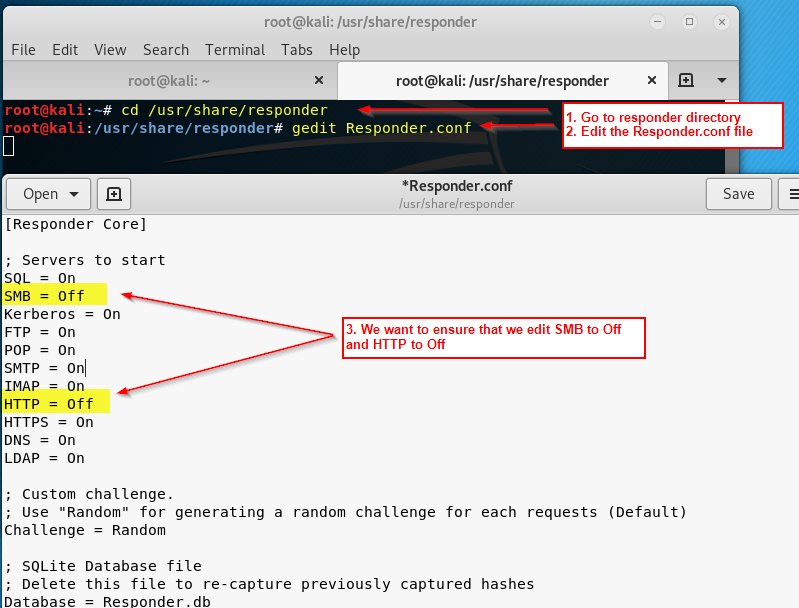 root@kali: /usr/share/responder
File Edit View Search Terminal Tabs Help
root@kali: ~
root@kali: /usr/share/responder
root@kali:~# cd /usr/share/responder
root@kali:/usr/share/responder# gedit Responder.conf
1. Go to responder directory
2. Edit the Responder.conf file
Open
*Responder.conf
/usr/share/responder
Save
[Responder Core]
; Servers to start
SQL = On
SMB = Off
Kerberos = On
FTP = On
POP = On
SMTP = On
IMAP = On
HTTP = Off
HTTPS = On
DNS = On
LDAP = On
3. We want to ensure that we edit SMB to Off
and HTTP to Off
; Custom challenge.
; Use "Random" for generating a random challenge for each requests (Default)
Challenge = Random
; SQLite Database file
; Delete this file to re-capture previously captured hashes
Database = Responder.db